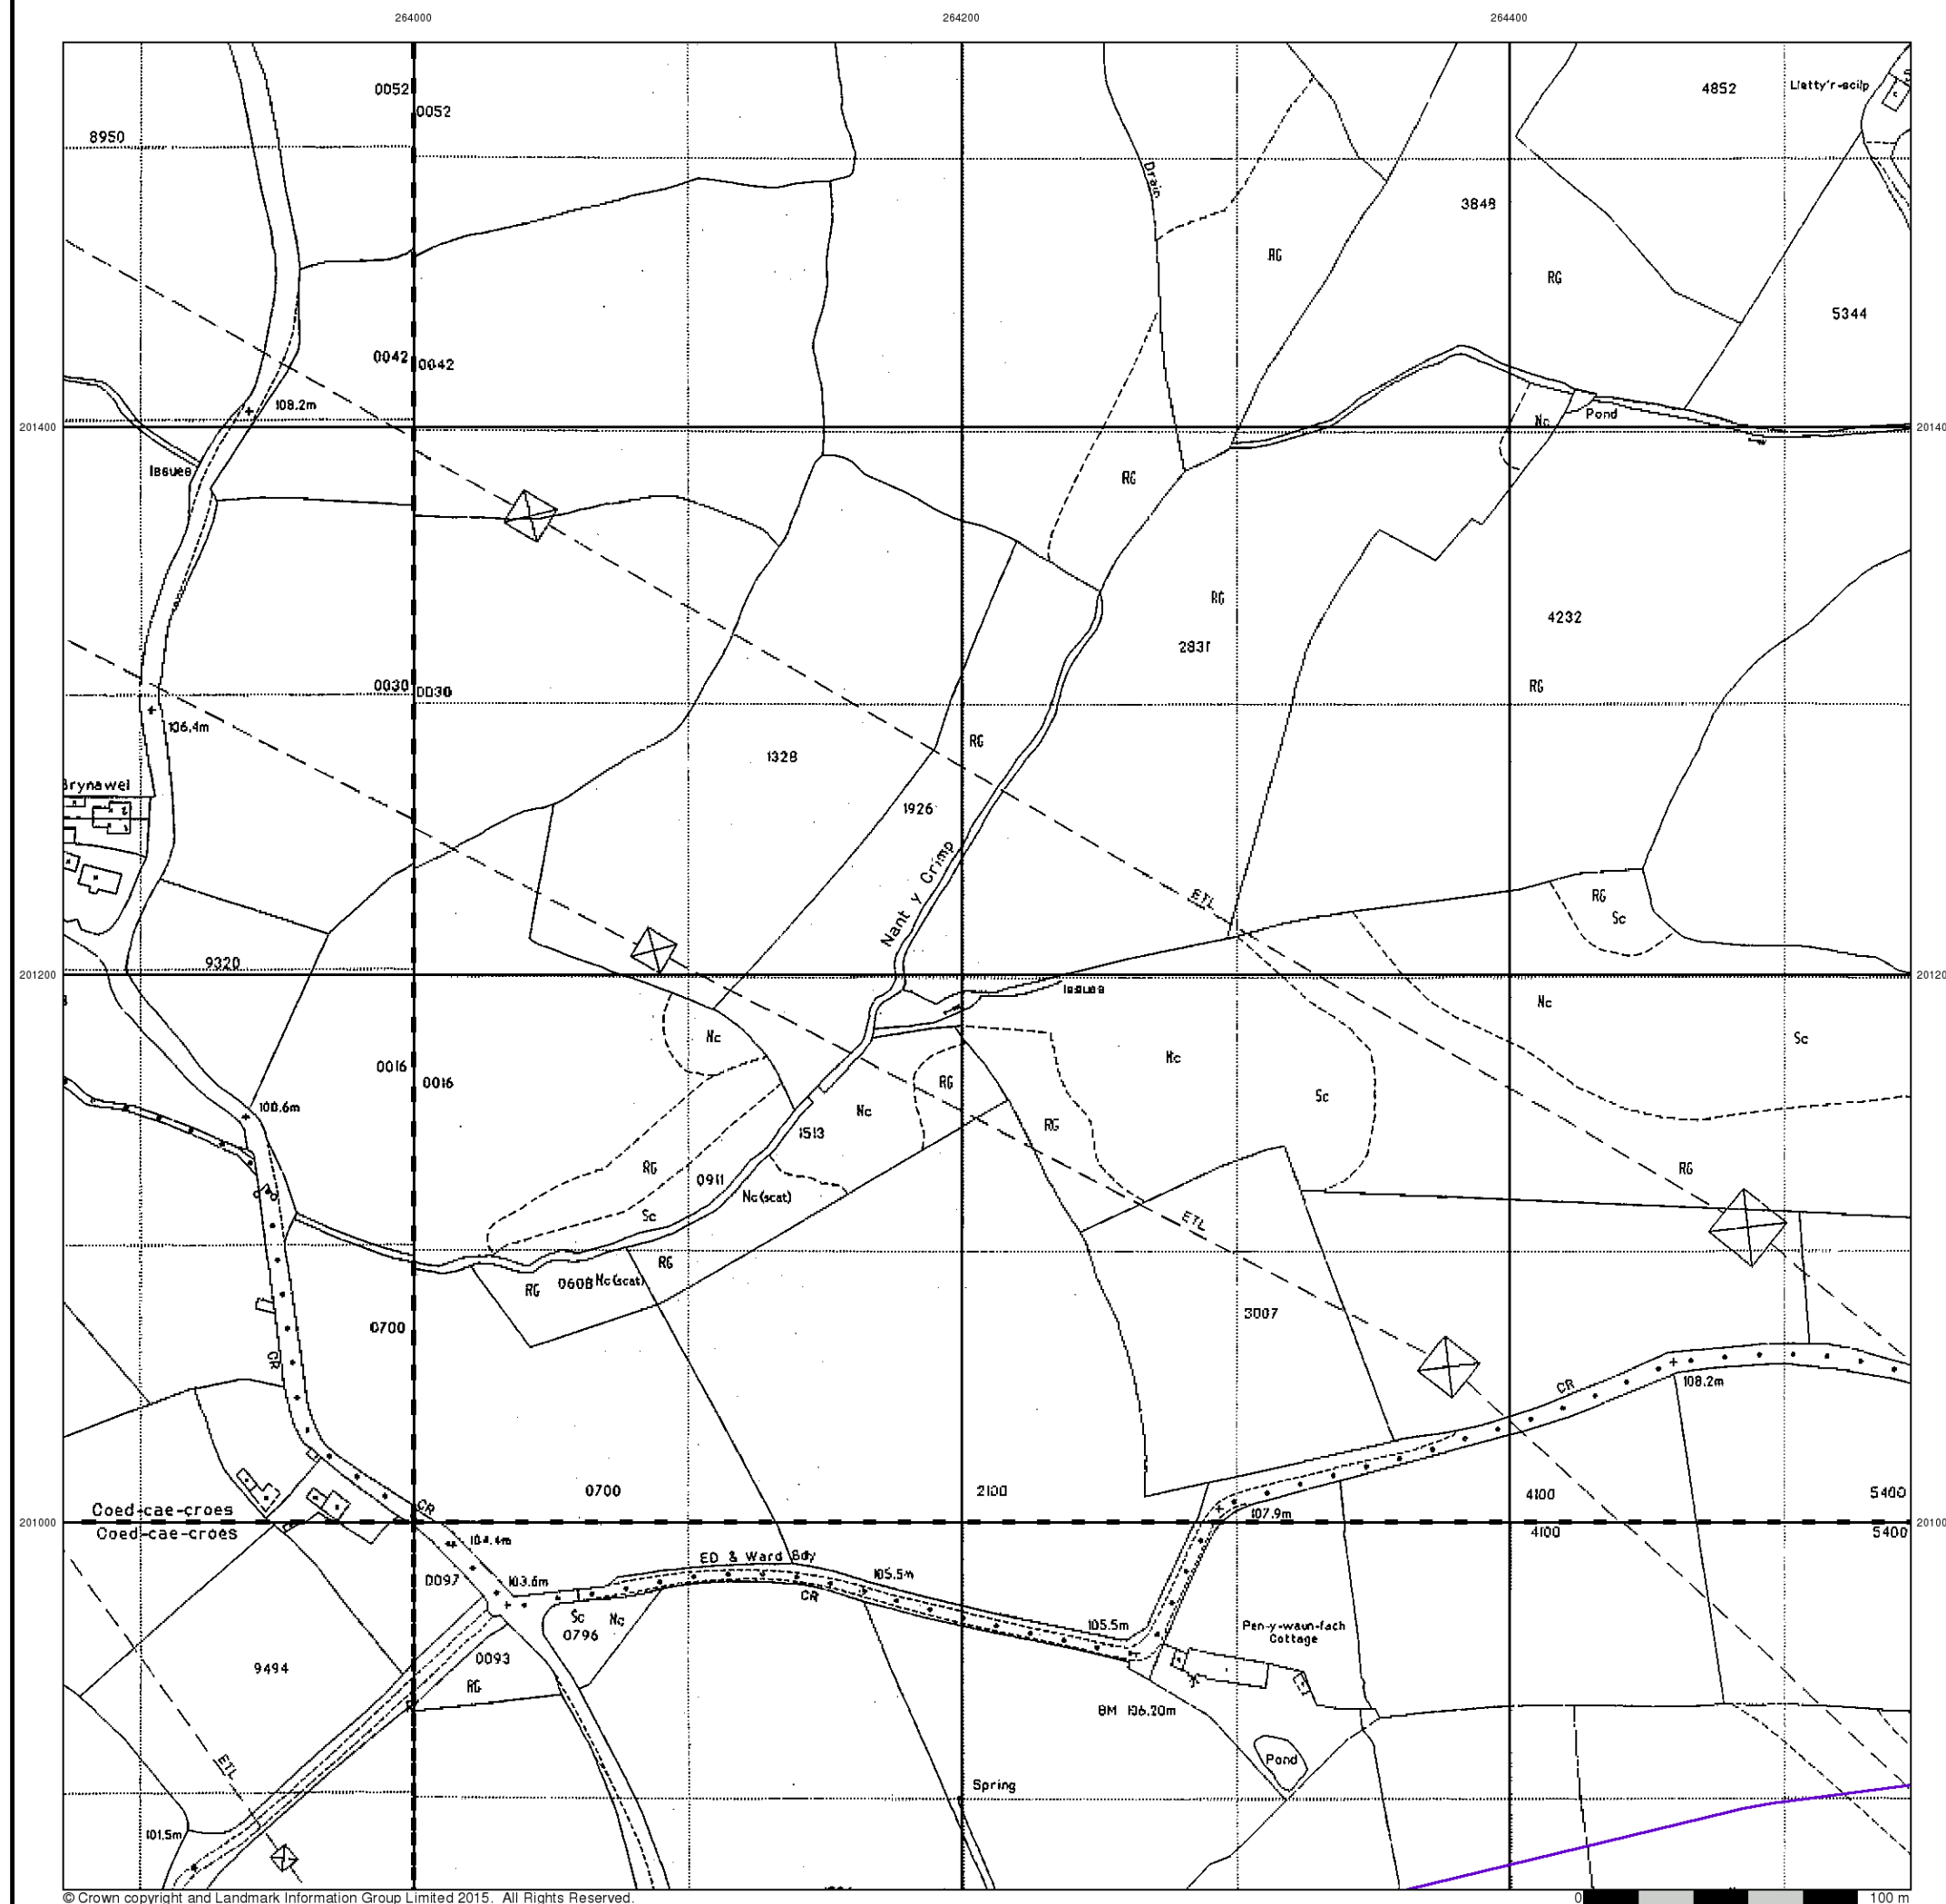 264000 264200 264400
0052
0052
4852
Lletty'r-scilp
8950
Drain
3848
RG
RG
5344
0042
0042
108.2m
Nc
Pond
201400
20140
Issues
RG
RG
4232
2831
0030
0030
RG
106.4m
RG
1328
Brynawel
1926
Nant y Crimp
ETL
RG
Sc
9320
201200
20120
Issues
Nc
Nc
Nc
Sc
0016
0016
RG
Sc
100.6m
Nc
RG
1513
RG
RG
0911
Nc (scat)
Sc
ETL
RG
RG
0608
Nc (scat)
3007
0700
CR
CR
108.2m
0700
2100
4100
5400
Coed-cae-croes
CR
107.9m
201000
20100
Coed-cae-croes
4100
5400
104.4m
ED & Ward Bdy
0097
103.6m
105.5m
CR
Sc
Nc
0796
105.5m
Pen-y-waun-fach
Cottage
0093
9494
RG
BM 106.20m
ETL
Pond
Spring
101.5m
© Crown copyright and Landmark Information Group Limited 2015. All Rights Reserved.
0 100 m